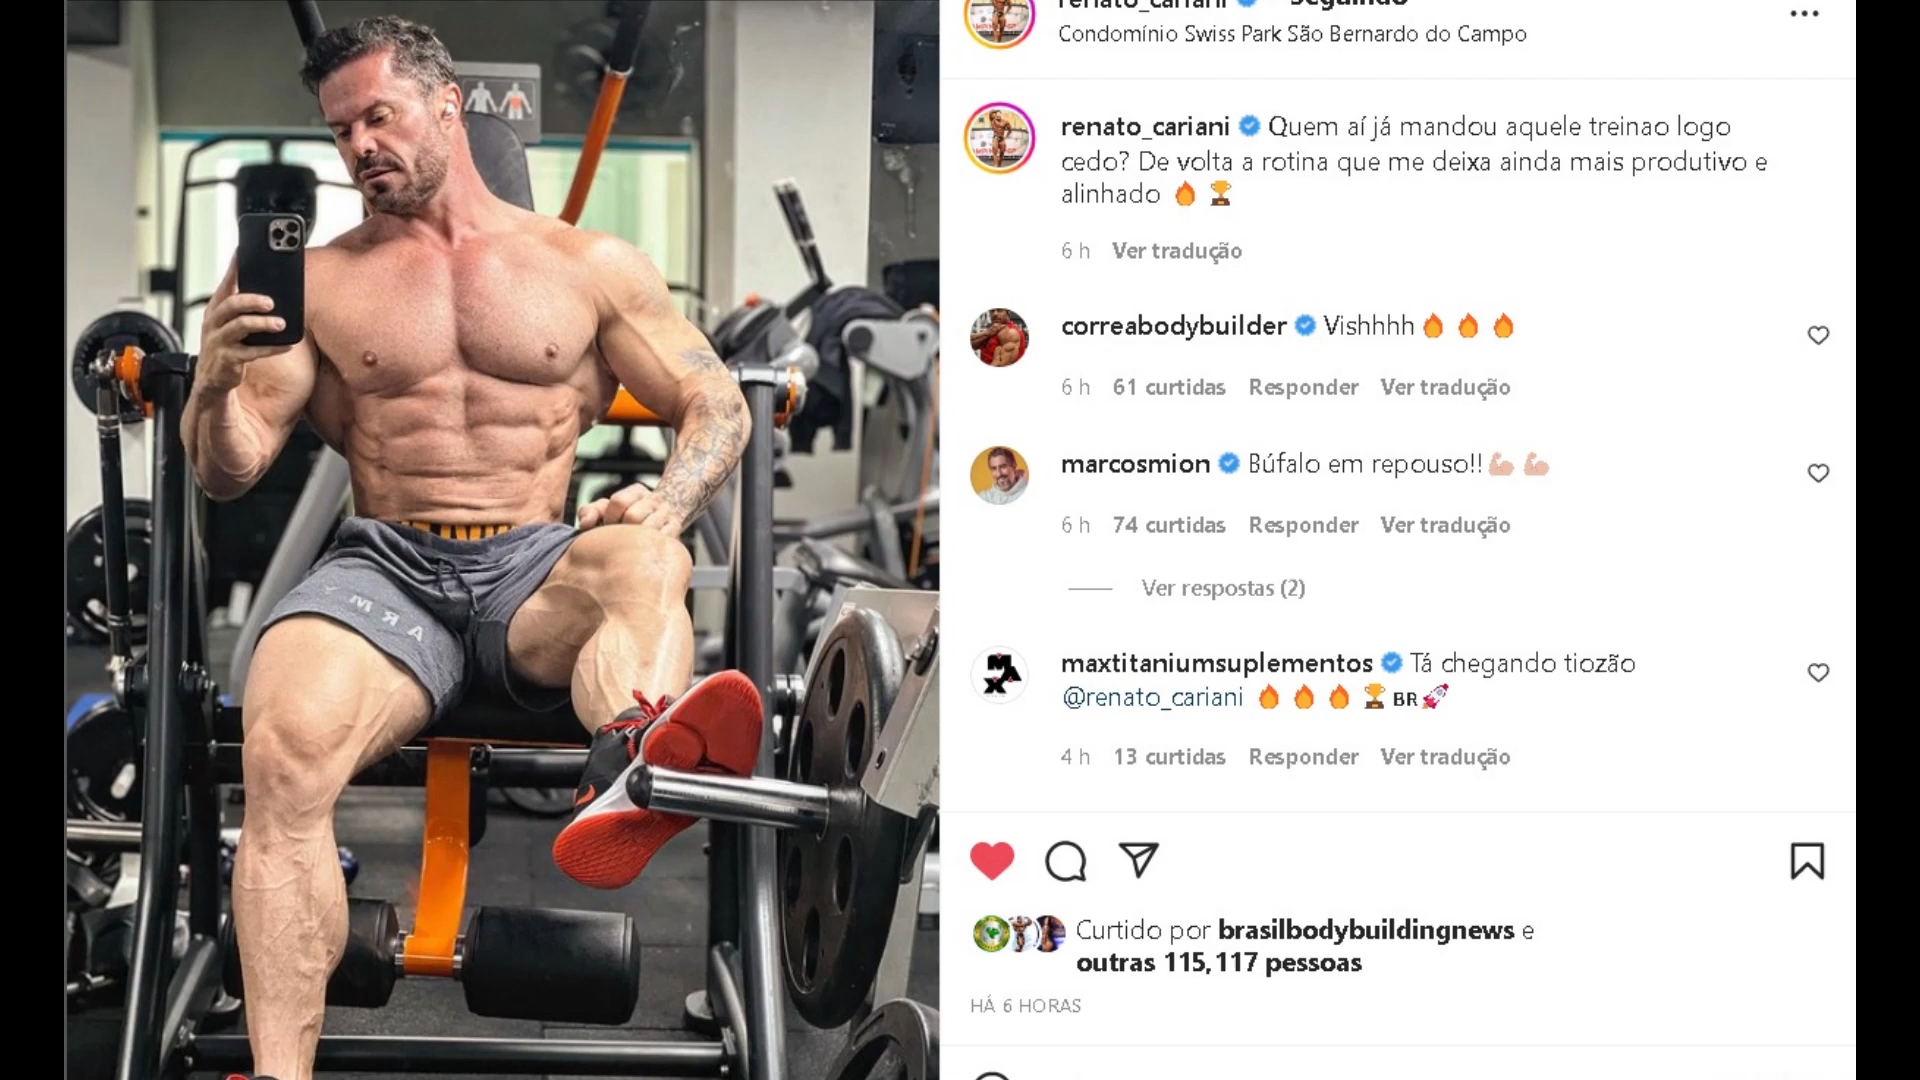 renato_cariani • Seguindo
Condomínio Swiss Park São Bernardo do Campo
renato_cariani Quem aí já mandou aquele treinao logo
cedo? De volta a rotina que me deixa ainda mais produtivo e
alinhado 🔥 🏆
6 h Ver tradução
correabodybuilder Vishhhh 🔥 🔥 🔥
6 h 61 curtidas Responder Ver tradução
marcosmion Búfalo em repouso!! 💪🏻 💪🏻
6 h 74 curtidas Responder Ver tradução
Ver respostas (2)
maxtitaniumsuplementos Tá chegando tiozão
@renato_cariani 🔥 🔥 🔥 🏆 BR 🚀
4 h 13 curtidas Responder Ver tradução
Curtido por brasilbodybuildingnews e
outras 115,117 pessoas
HÁ 6 HORAS
MAX